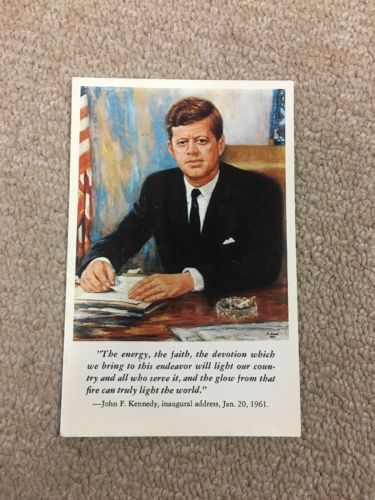 "The energy, the faith, the devotion which
we bring to this endeavor will light our coun-
try and all who serve it, and the glow from that
fire can truly light the world."
—John F. Kennedy, inaugural address, Jan. 20, 1961.